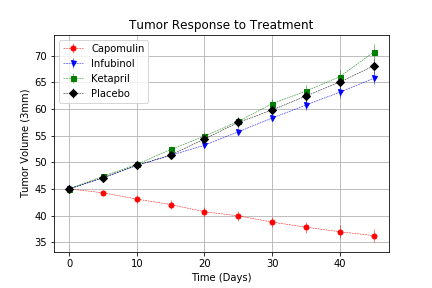 Tumor Response to Treatment
Capomulin
Infubinol
Ketapril
Placebo
Tumor Volume (3mm)
70
65
60
55
50
45
40
35
0 10 20 30 40
Time (Days)